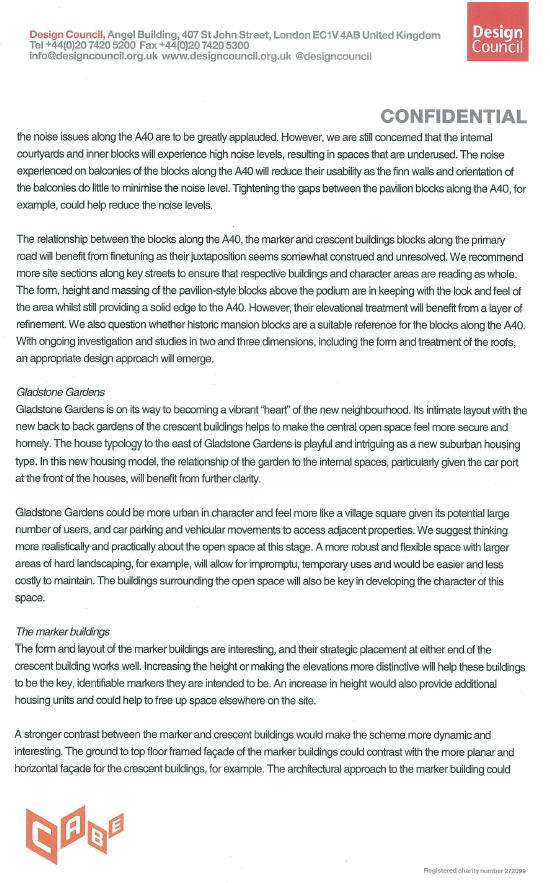 Design Council, Angel Building, 407 St John Street, London EC1V 4AB United Kingdom
Tel +44(0)20 7420 5200 Fax +44(0)20 7420 5300
info@designcouncil.org.uk www.designcouncil.org.uk @designcouncil
Design
Council
CONFIDENTIAL
the noise issues along the A40 are to be greatly applauded. However, we are still concerned that the internal
courtyards and inner blocks will experience high noise levels, resulting in spaces that are underused. The noise
experienced on balconies of the blocks along the A40 will reduce their usability as the finn walls and orientation of
the balconies do little to minimise the noise level. Tightening the gaps between the pavilion blocks along the A40, for
example, could help reduce the noise levels.
The relationship between the blocks along the A40, the marker and crescent buildings blocks along the primary
road will benefit from finetuning as their juxtaposition seems somewhat construed and unresolved. We recommend
more site sections along key streets to ensure that respective buildings and character areas are reading as whole.
The form, height and massing of the pavilion-style blocks above the podium are in keeping with the look and feel of
the area whilst still providing a solid edge to the A40. However, their elevational treatment will benefit from a layer of
refinement. We also question whether historic mansion blocks are a suitable reference for the blocks along the A40.
With ongoing investigation and studies in two and three dimensions, including the form and treatment of the roofs,
an appropriate design approach will emerge.
Gladstone Gardens
Gladstone Gardens is on its way to becoming a vibrant "heart" of the new neighbourhood. Its intimate layout with the
new back to back gardens of the crescent buildings helps to make the central open space feel more secure and
homely. The house typology to the east of Gladstone Gardens is playful and intriguing as a new suburban housing
type. In this new housing model, the relationship of the garden to the internal spaces, particularly given the car port
at the front of the houses, will benefit from further clarity.
Gladstone Gardens could be more urban in character and feel more like a village square given its potential large
number of users, and car parking and vehicular movements to access adjacent properties. We suggest thinking
more realistically and practically about the open space at this stage. A more robust and flexible space with larger
areas of hard landscaping, for example, will allow for impromptu, temporary uses and would be easier and less
costly to maintain. The buildings surrounding the open space will also be key in developing the character of this
space.
The marker buildings
The form and layout of the marker buildings are interesting, and their strategic placement at either end of the
crescent building works well. Increasing the height or making the elevations more distinctive will help these buildings
to be the key, identifiable markers they are intended to be. An increase in height would also provide additional
housing units and could help to free up space elsewhere on the site.
A stronger contrast between the marker and crescent buildings would make the scheme more dynamic and
interesting. The ground to top floor framed façade of the marker buildings could contrast with the more planar and
horizontal façade for the crescent buildings, for example. The architectural approach to the marker building could
CABE
Registered charity number 272099